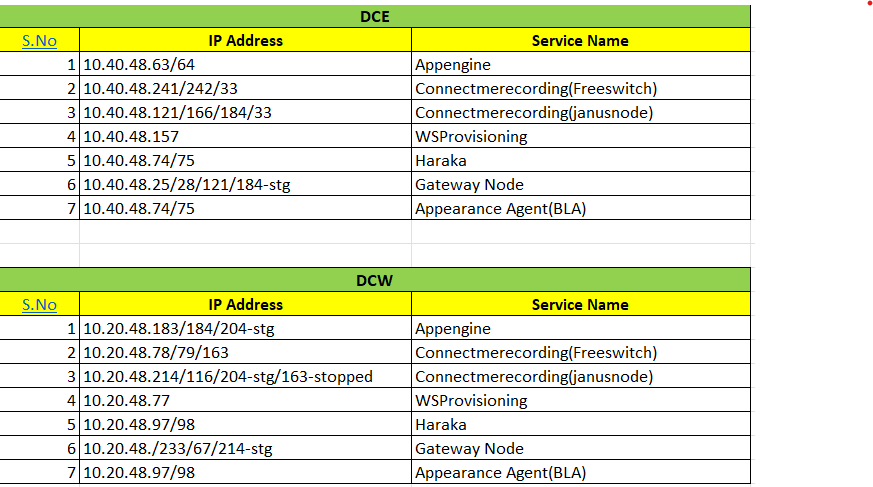 DCE
S.No IP Address Service Name
1 10.40.48.63/64 Appengine
2 10.40.48.241/242/33 Connectmerecording(Freeswitch)
3 10.40.48.121/166/184/33 Connectmerecording(janusnode)
4 10.40.48.157 WSProvisioning
5 10.40.48.74/75 Haraka
6 10.40.48.25/28/121/184-stg Gateway Node
7 10.40.48.74/75 Appearance Agent(BLA)
DCW
S.No IP Address Service Name
1 10.20.48.183/184/204-stg Appengine
2 10.20.48.78/79/163 Connectmerecording(Freeswitch)
3 10.20.48.214/116/204-stg/163-stopped Connectmerecording(janusnode)
4 10.20.48.77 WSProvisioning
5 10.20.48.97/98 Haraka
6 10.20.48./233/67/214-stg Gateway Node
7 10.20.48.97/98 Appearance Agent(BLA)